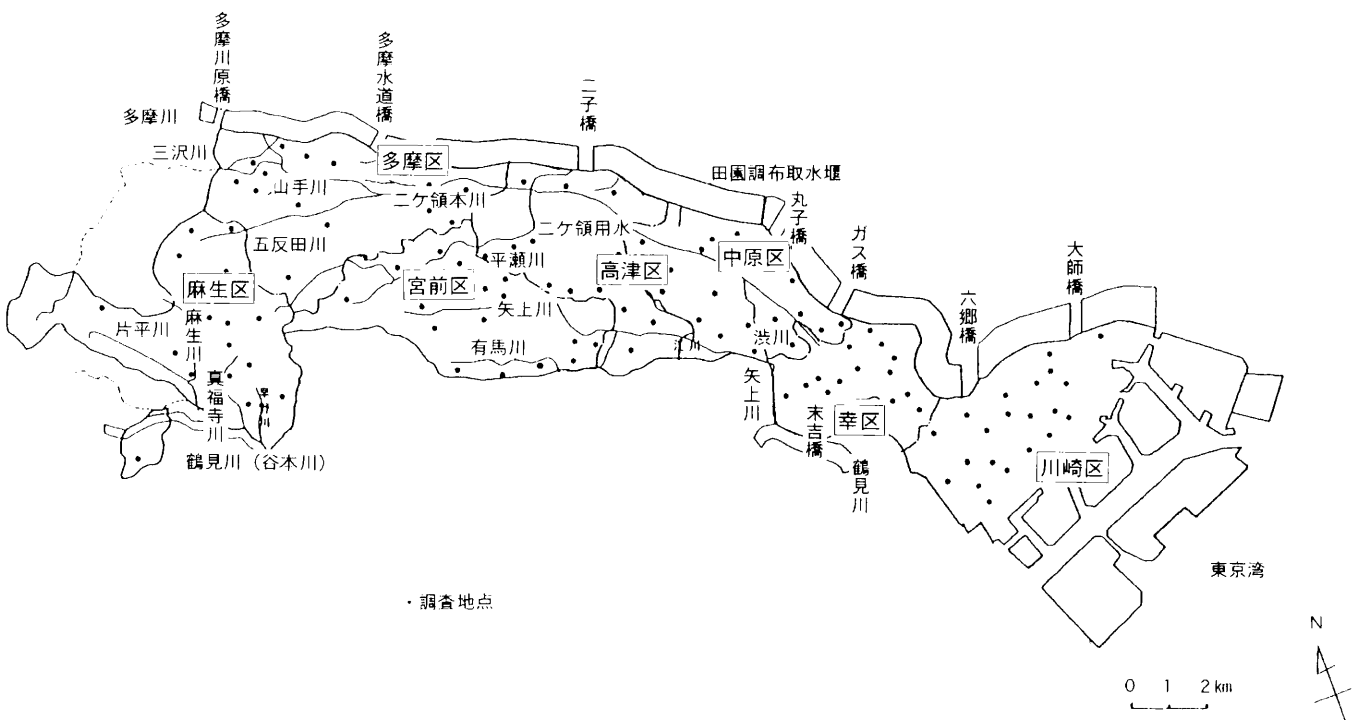 多摩川原橋
多摩水道橋
二子橋
多摩川
三沢川
多摩区
田園調布取水堰
山手川
二ケ領本川
丸子橋
ガス橋
大師橋
六郷橋
五反田川
二ケ領用水
平瀬川
中原区
高津区
宮前区
麻生区
矢上川
片平川
麻生川
有馬川
江川
渋川
矢上川
真福寺川
末吉橋
幸区
鶴見川
鶴見川（谷本川）
川崎区
東京湾
・調査地点
N
0 1 2km